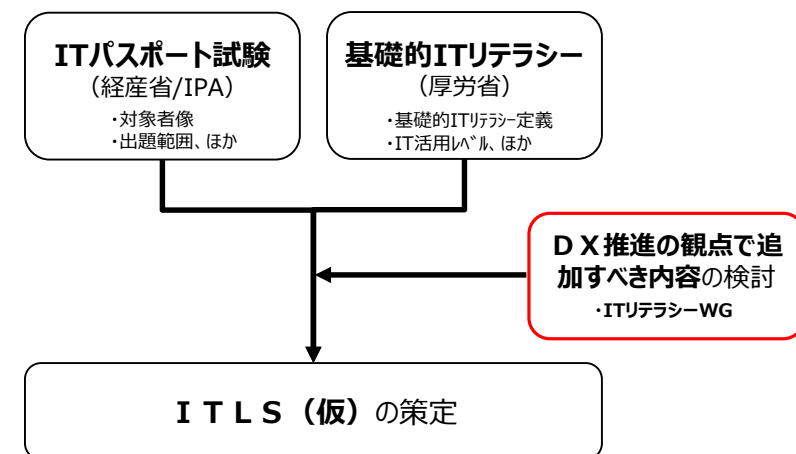 ITパスポート試験
（経産省/IPA）
・対象者像
・出題範囲、ほか
基礎的ITリテラシー
（厚労省）
・基礎的ITﾘﾃﾗｼｰ定義
・IT活用ﾚﾍﾞﾙ、ほか
ＤＸ推進の観点で追
加すべき内容の検討
・ITﾘﾃﾗｼｰWG
ＩＴＬＳ（仮）の策定